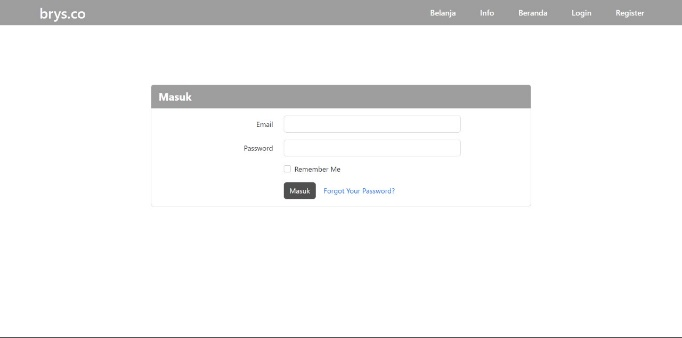 brys.co Belanja Info Beranda Login Register
Masuk
Email
Password
Remember Me
Masuk Forgot Your Password?